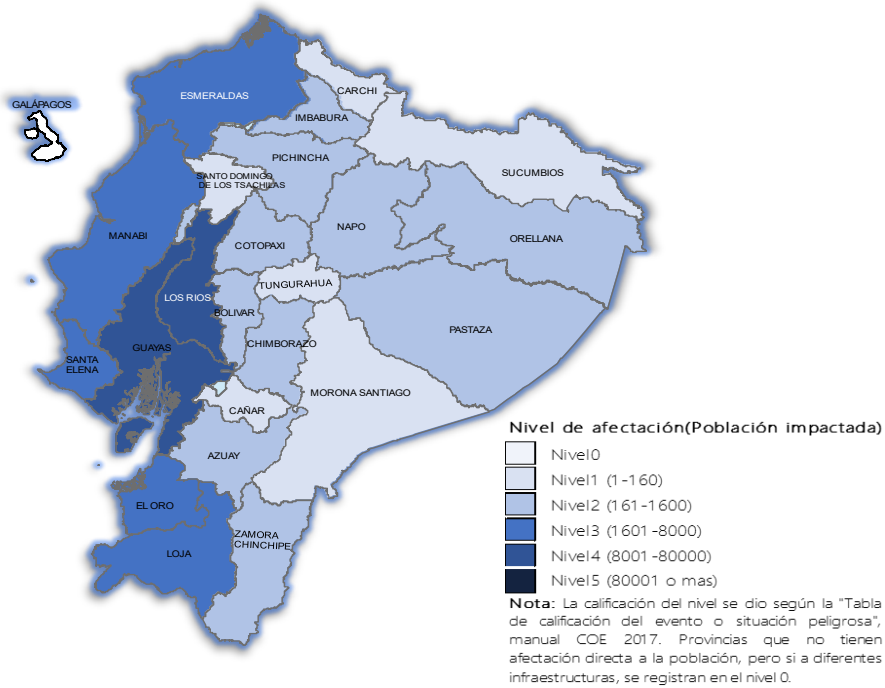 ESMERALDAS
CARCHI
GALÁPAGOS
IMBABURA
PICHINCHA
SANTO DOMINGO
DE LOS TSACHILAS
SUCUMBIOS
MANABI
NAPO
ORELLANA
COTOPAXI
TUNGURAHUA
LOS RIOS
BOLIVAR
PASTAZA
GUAYAS
CHIMBORAZO
SANTA
ELENA
MORONA SANTIAGO
CAÑAR
AZUAY
EL ORO
ZAMORA
CHINCHIPE
LOJA
Nivel de afectación(Población impactada)
Nivel0
Nivel1 (1-160)
Nivel2 (161-1600)
Nivel3 (1601-8000)
Nivel4 (8001-80000)
Nivel5 (80001 o mas)
Nota: La calificación del nivel se dio según la "Tabla
de calificación del evento o situación peligrosa",
manual COE 2017. Provincias que no tienen
afectación directa a la población, pero si a diferentes
infraestructuras, se registran en el nivel 0.